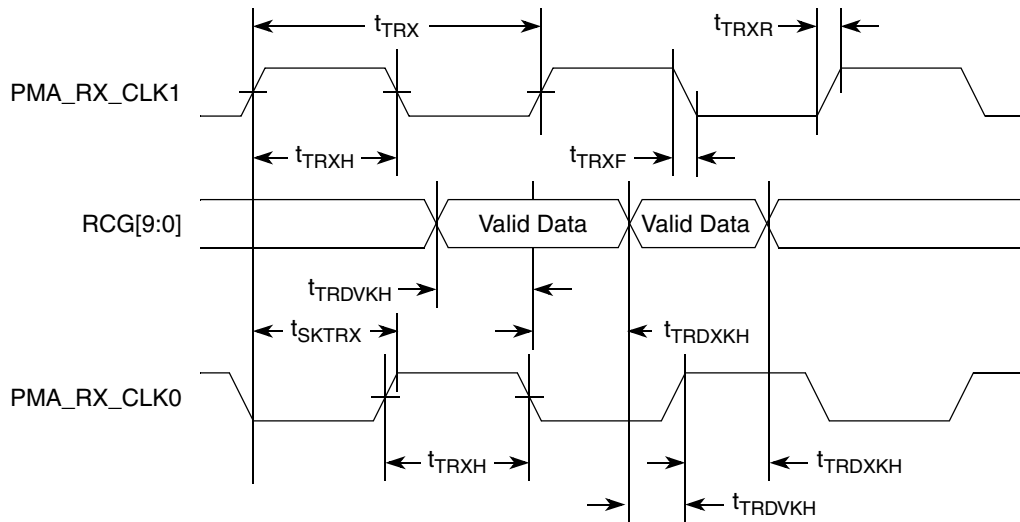 tTRX
tTRXR
PMA_RX_CLK1
tTRXH
tTRXF
RCG[9:0]
Valid Data
Valid Data
tTRDVKH
tSKTRX
tTRDXKH
PMA_RX_CLK0
tTRXH
tTRDXKH
tTRDVKH